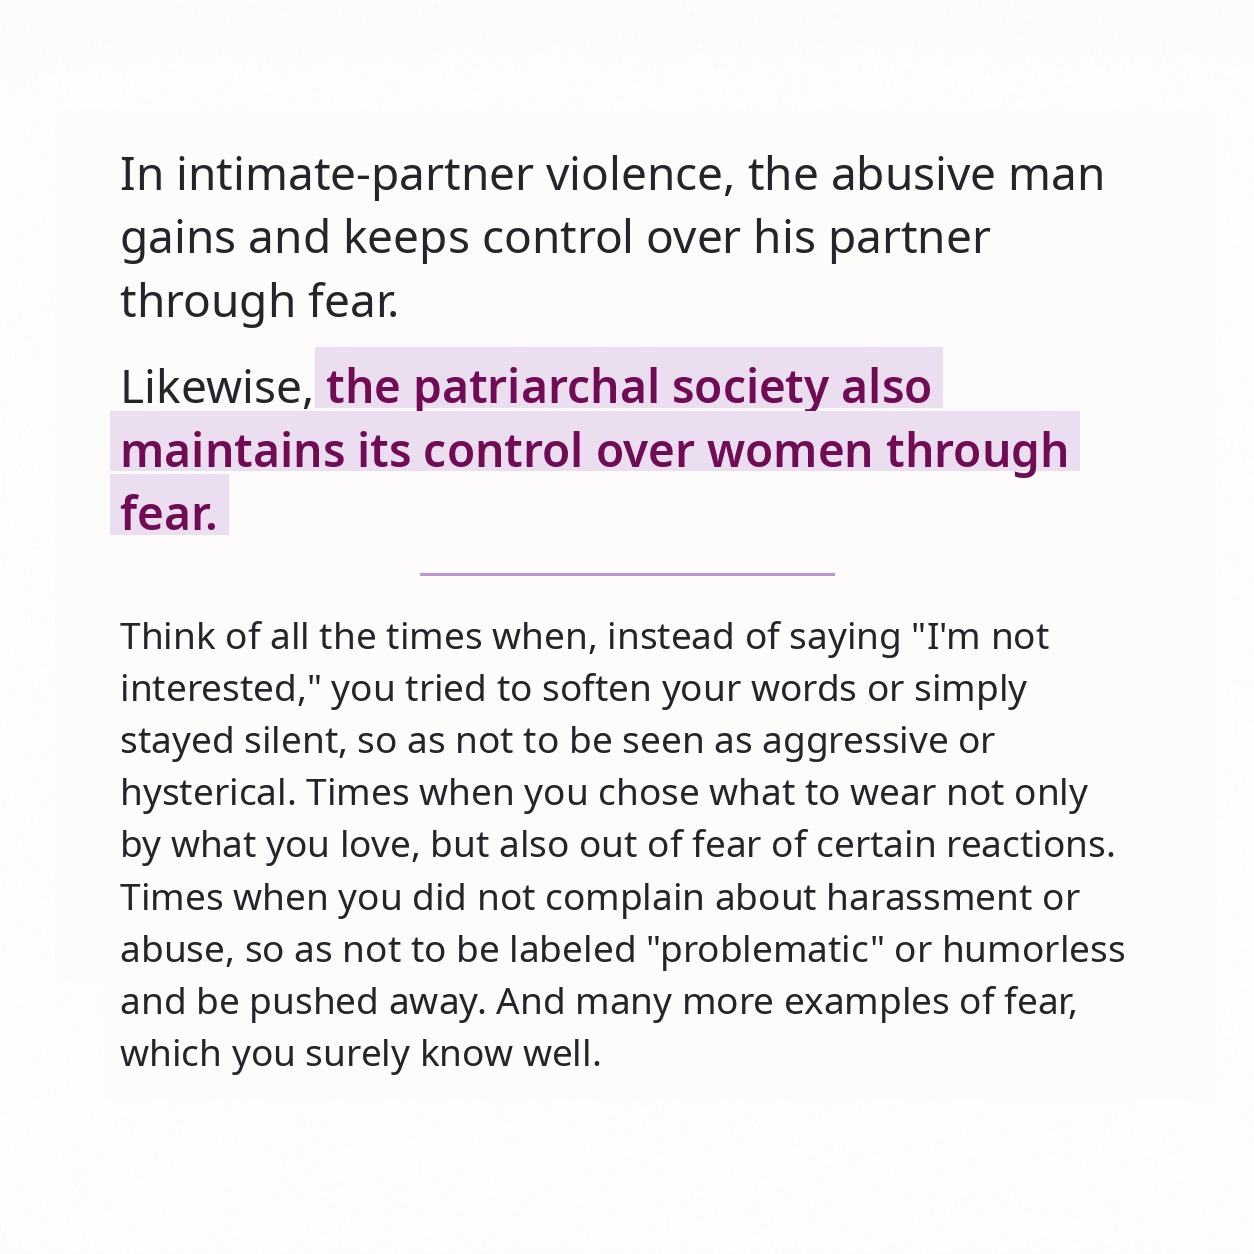 In intimate-partner violence, the abusive man
gains and keeps control over his partner
through fear.
Likewise, the patriarchal society also
maintains its control over women through
fear.
Think of all the times when, instead of saying "I'm not
interested," you tried to soften your words or simply
stayed silent, so as not to be seen as aggressive or
hysterical. Times when you chose what to wear not only
by what you love, but also out of fear of certain reactions.
Times when you did not complain about harassment or
abuse, so as not to be labeled "problematic" or humorless
and be pushed away. And many more examples of fear,
which you surely know well.